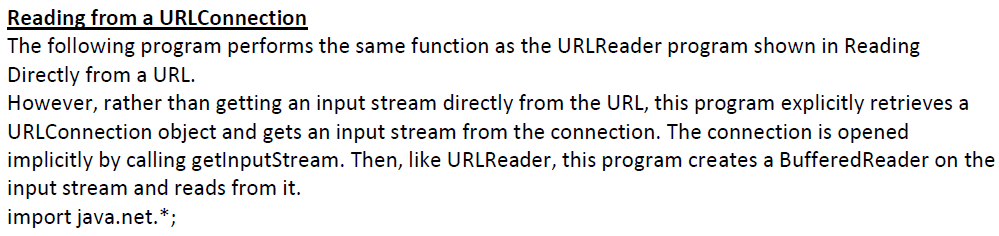 Reading from a URLConnection
The following program performs the same function as the URLReader program shown in Reading
Directly from a URL.
However, rather than getting an input stream directly from the URL, this program explicitly retrieves a
URLConnection object and gets an input stream from the connection. The connection is opened
implicitly by calling getInputStream. Then, like URLReader, this program creates a BufferedReader on the
input stream and reads from it.
import java.net.*;